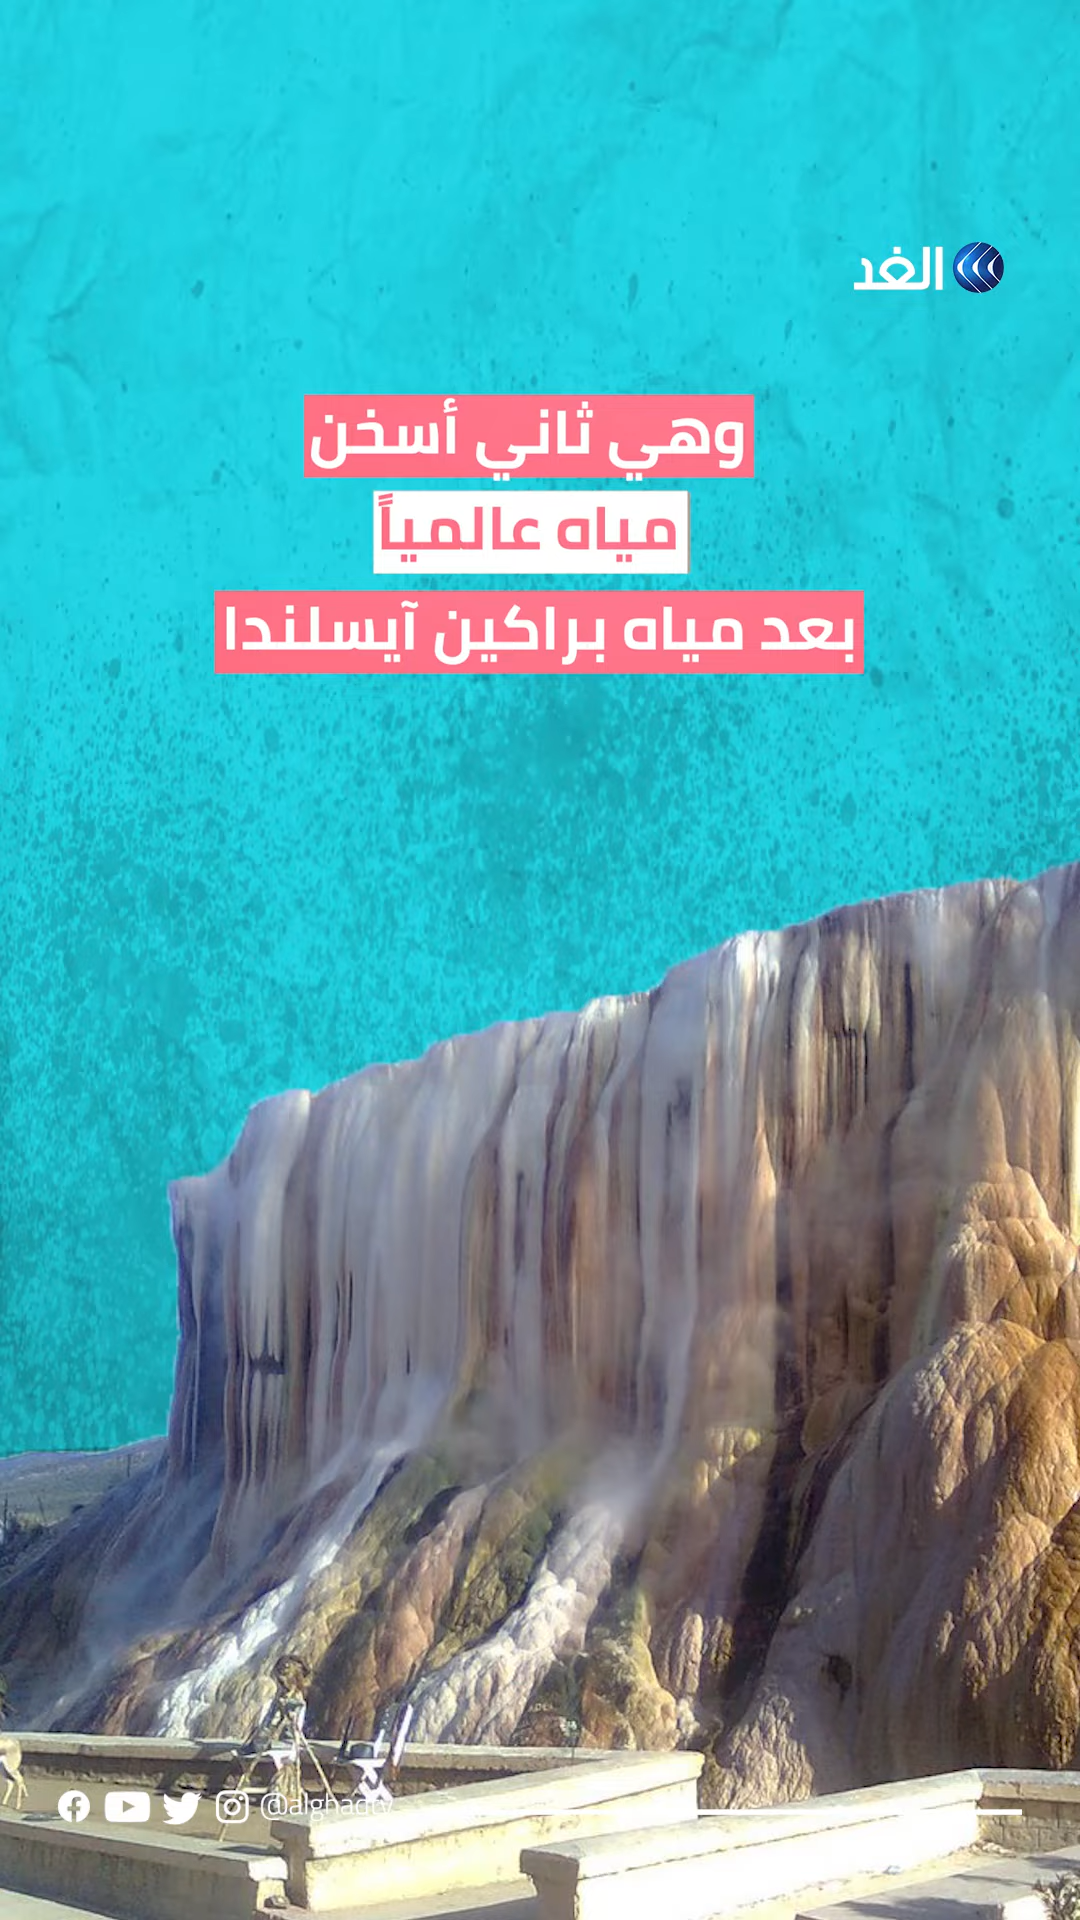 الغد
وهي ثاني أسخن
مياه عالمياً
بعد مياه براكين آيسلندا
@alghadtv